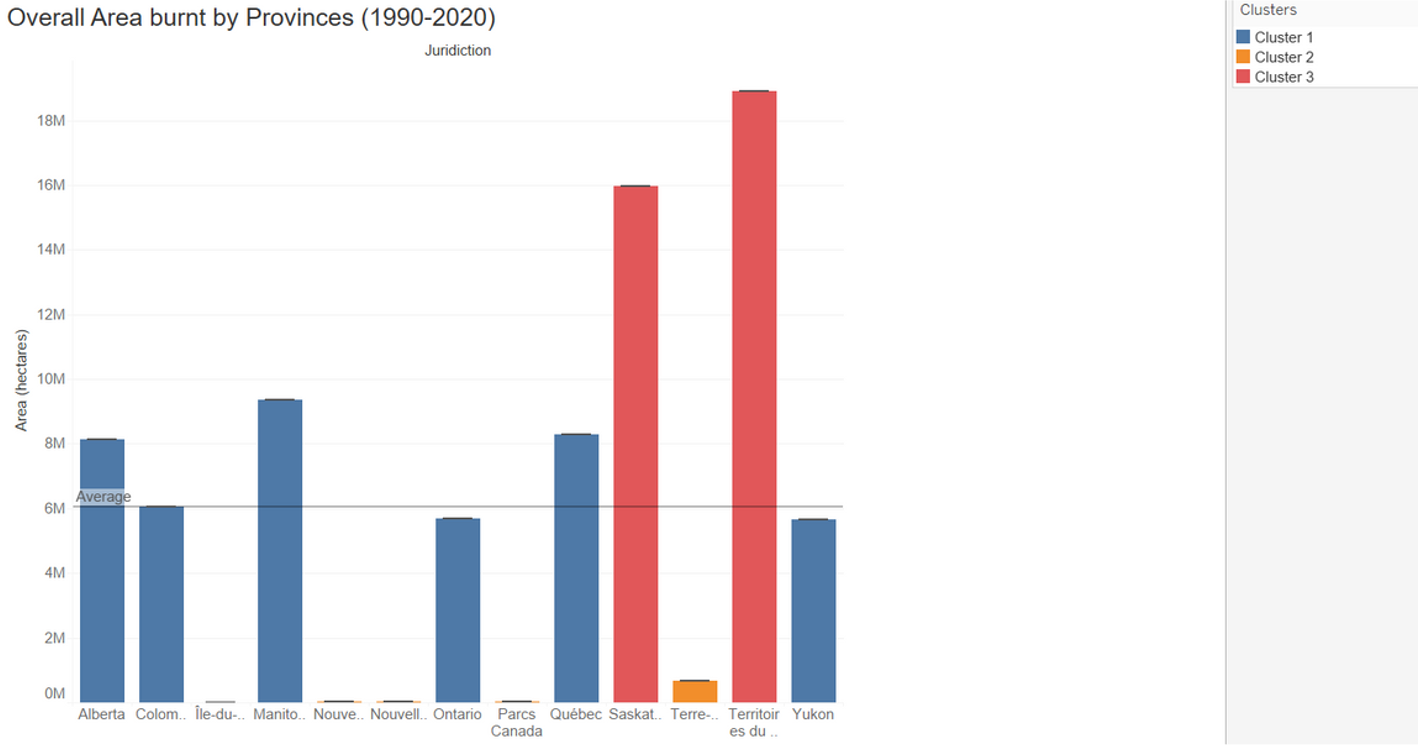 Overall Area burnt by Provinces (1990-2020)
Clusters
Cluster 1
Cluster 2
Cluster 3
Juridiction
Area (hectares)
18M
16M
14M
12M
10M
8M
6M
4M
2M
0M
Average
Alberta Colom.. Île-du-.. Manito.. Nouve.. Nouvell.. Ontario Parcs Québec Saskat.. Terre-.. Territoir Yukon
Canada es du ..